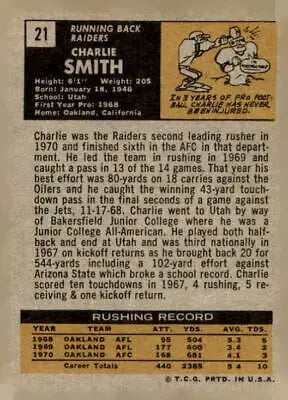 21
RUNNING BACK
RAIDERS
CHARLIE
SMITH
Height: 6'1" Weight: 205
Born: January 18, 1946
School: Utah
First Year Pro: 1968
Home: Oakland, California
IN 3 YEARS OF PRO FOOT-
BALL, CHARLIE HAS NEVER
BEEN INJURED.
Charlie was the Raiders second leading rusher in
1970 and finished sixth in the AFC in that depart-
ment. He led the team in rushing in 1969 and
caught a pass in 13 of the 14 games. That year his
best effort was 80-yards on 18 carries against the
Oilers and he caught the winning 43-yard touch-
down pass in the final seconds of a game against
the Jets, 11-17-68. Charlie went to Utah by way
of Bakersfield Junior College where he was a
Junior College All-American. He played both half-
back and end at Utah and was third nationally in
1967 on kickoff returns as he brought back 20 for
544-yards including a 102-yard effort against
Arizona State which broke a school record. Charlie
scored ten touchdowns in 1967, 4 rushing, 5 receiv-
ing and one kickoff return.
RUSHING RECORD
YEAR TEAM ATT. YDS. AVG. TDS.
1968 OAKLAND AFL 95 504 5.3 5
1969 OAKLAND AFL 177 600 3.4 2
1970 OAKLAND AFC 168 681 4.1 3
Career Totals 440 2385 5.4 10
© T.C.G. PRTD. IN U.S.A.